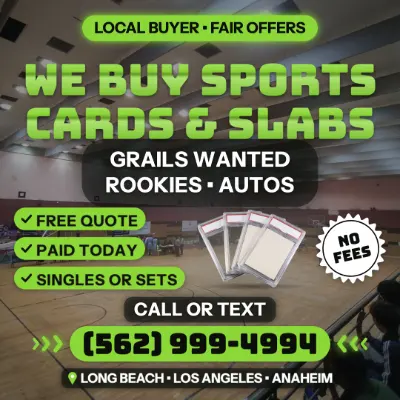 LOCAL BUYER ▪ FAIR OFFERS
WE BUY SPORTS
CARDS & SLABS
GRAILS WANTED
ROOKIES ▪ AUTOS
FREE QUOTE
PAID TODAY
SINGLES OR SETS
NO
FEES
CALL OR TEXT
(562) 999-4994
LONG BEACH ▪ LOS ANGELES ▪ ANAHEIM